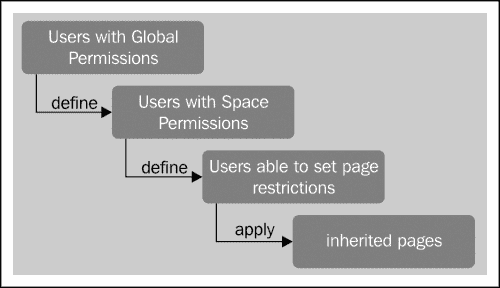 Users with Global
Permissions
define
Users with Space
Permissions
define
Users able to set page
restrictions
apply
inherited pages